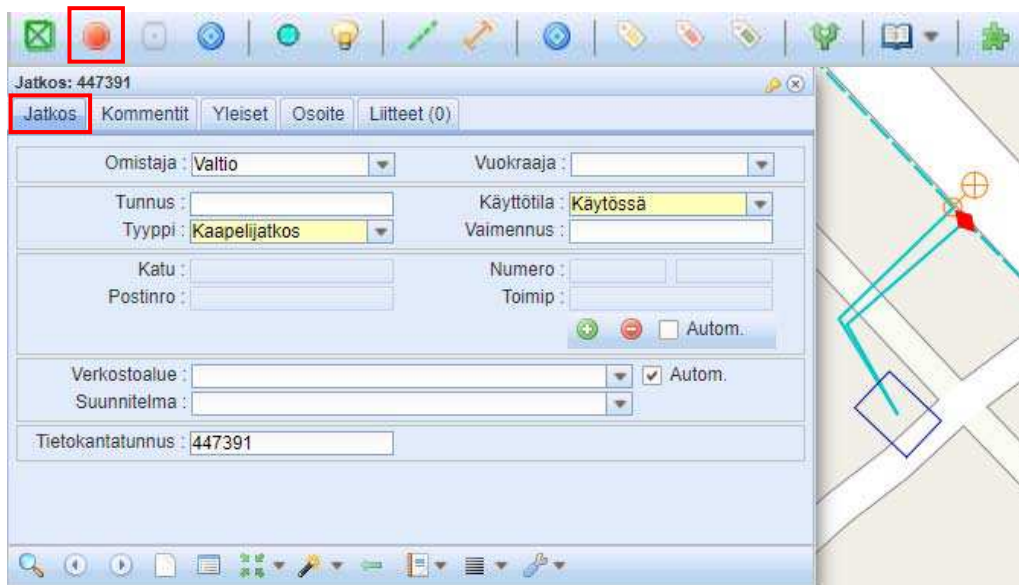 Jatkos: 447391
Jatkos Kommentit Yleiset Osoite Liitteet (0)
Omistaja : Valtio Vuokraaja :
Tunnus : Käyttötila : Käytössä
Tyyppi : Kaapelijatkos Vaimennus :
Katu : Numero :
Postinro : Toimip :
Autom.
Verkostoalue : Autom.
Suunnitelma :
Tietokantatunnus : 447391